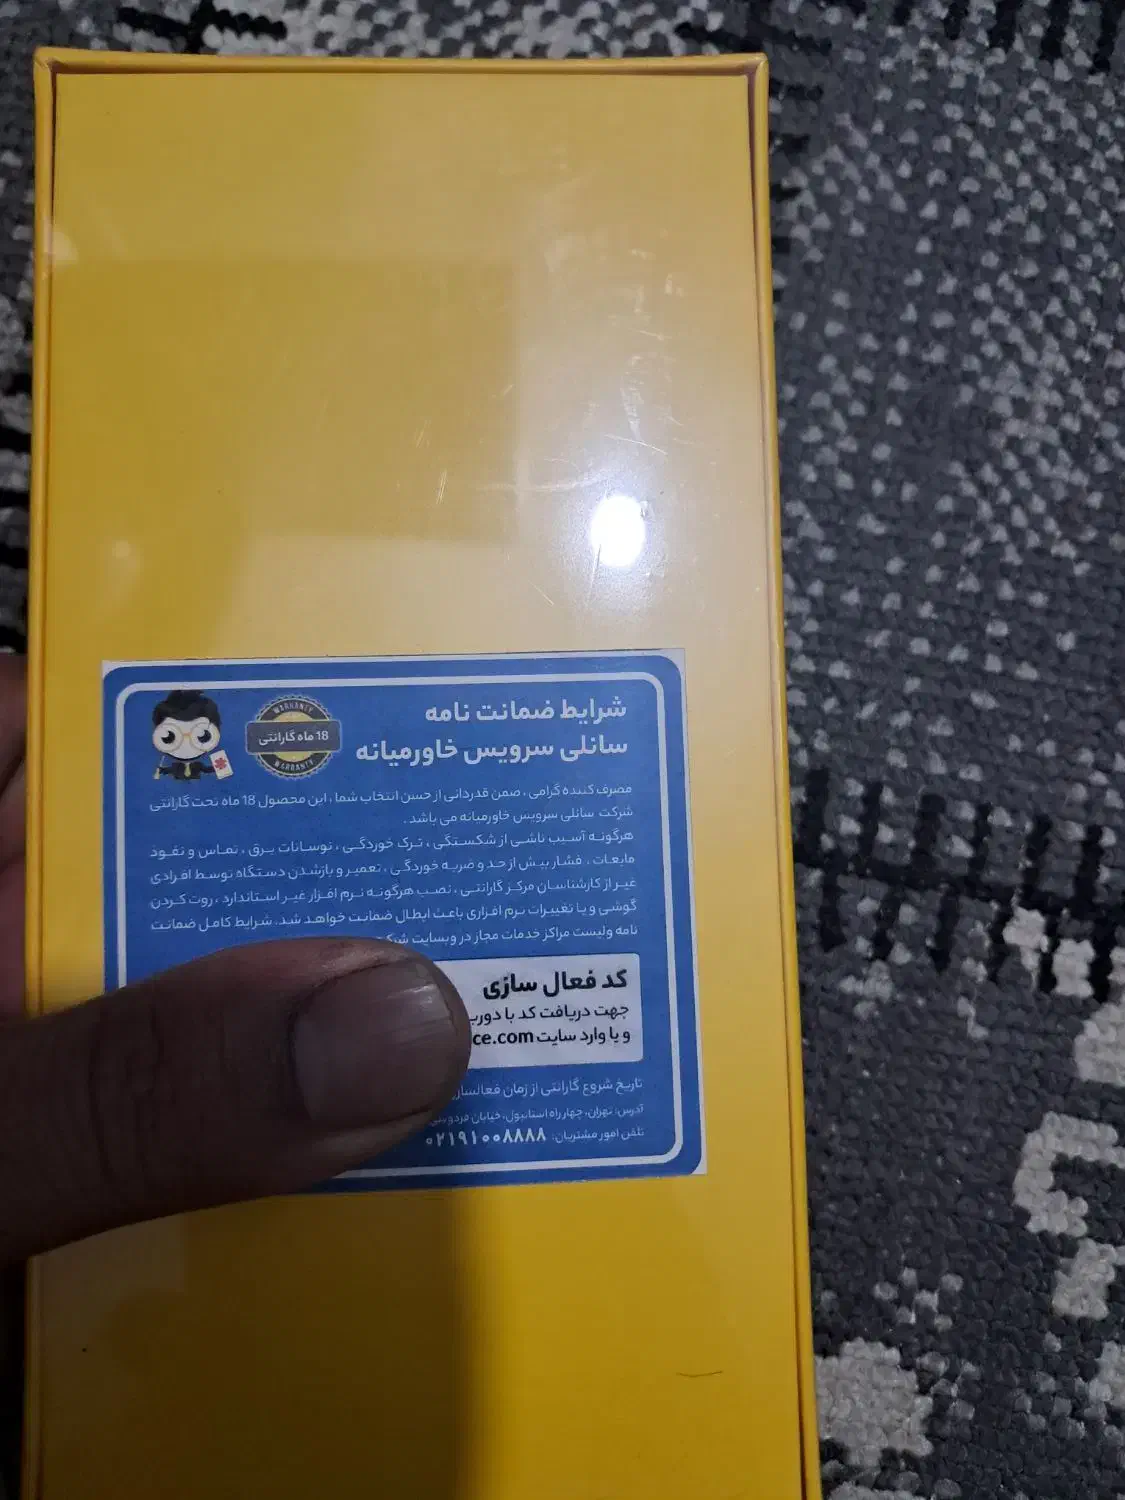 شرایط ضمانت نامه
سانلی سرویس خاورمیانه
WARRANTY
18 ماه گارانتی
WARRANTY
مصرف کننده گرامی ، ضمن قدردانی از حسن انتخاب شما ، این محصول 18 ماه تحت گارانتی
شرکت سانلی سرویس خاورمیانه می باشد .
هرگونه آسیب ناشی از شکستگی ، ترک خوردگی ، نوسانات برق ، تماس و نفوذ
مایعات ، فشار بیش از حد و ضربه خوردگی ، تعمیر و بازشدن دستگاه توسط افرادی
غیر از کارشناسان مرکز گارانتی ، نصب هرگونه نرم افزار غیر استاندارد ، روت کردن
گوشی و یا تغییرات نرم افزاری باعث ابطال ضمانت خواهد شد. شرایط کامل ضمانت
نامه ولیست مراکز خدمات مجاز در وبسایت
کد فعال سازی
جهت دریافت کد با
و یا وارد سایت ce.com
تاریخ شروع گارانتی از زمان
آدرس: تهران، چهارراه استانبول، خیابان
تلفن امور مشتریان: ۰۲۱۹۱۰۰۸۸۸۸